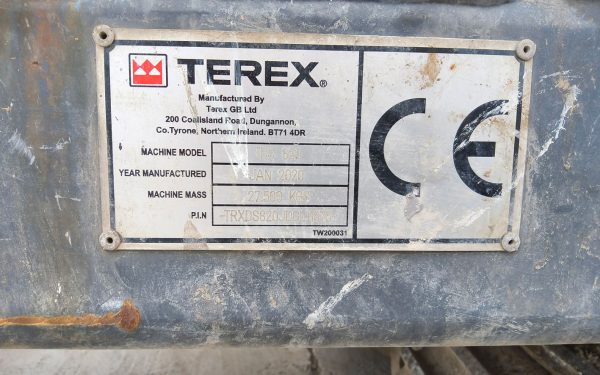 TEREX®
Manufactured By
Terex GB Ltd
200 Coalisland Road, Dungannon,
Co.Tyrone, Northern Ireland. BT71 4DR
MACHINE MODEL
YEAR MANUFACTURED JAN 2020
MACHINE MASS KGS
P.I.N
TW200031
CE